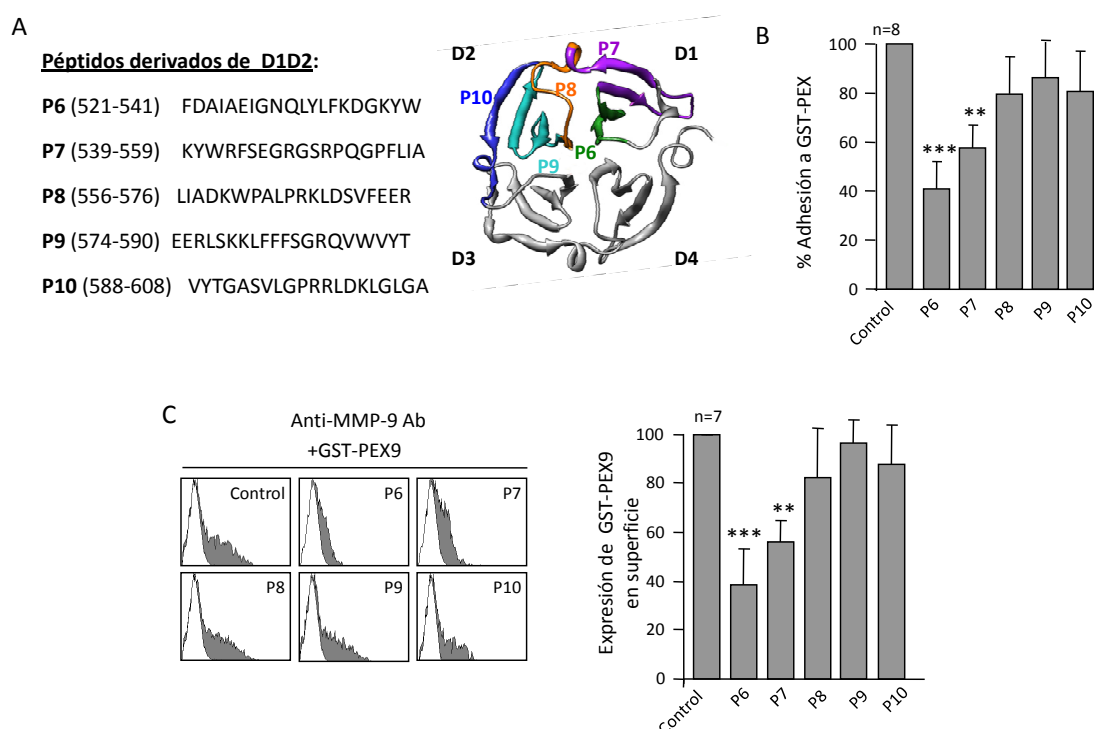 A
Péptidos derivados de D1D2:
P6 (521-541) FDAIAEIGNQLYLFKDGKYW
P7 (539-559) KYWRFSEGRGSRPQGPFLIA
P8 (556-576) LIADKWPALPRKLDSVFEER
P9 (574-590) EERLSKKLFFFSGRQVWVYT
P10 (588-608) VYTGASVLGPRRLDKLGLGA
D2
P7
D1
P10
P8
P6
P9
D3
D4
B
n=8
% Adhesión a GST-PEX
100
80
60
40
20
0
***
**
Control
P6
P7
P8
P9
P10
C
Anti-MMP-9 Ab
+GST-PEX9
Control
P6
P7
P8
P9
P10
n=7
Expresión de GST-PEX9
en superficie
100
80
60
40
20
0
***
**
Control
P6
P7
P8
P9
P10